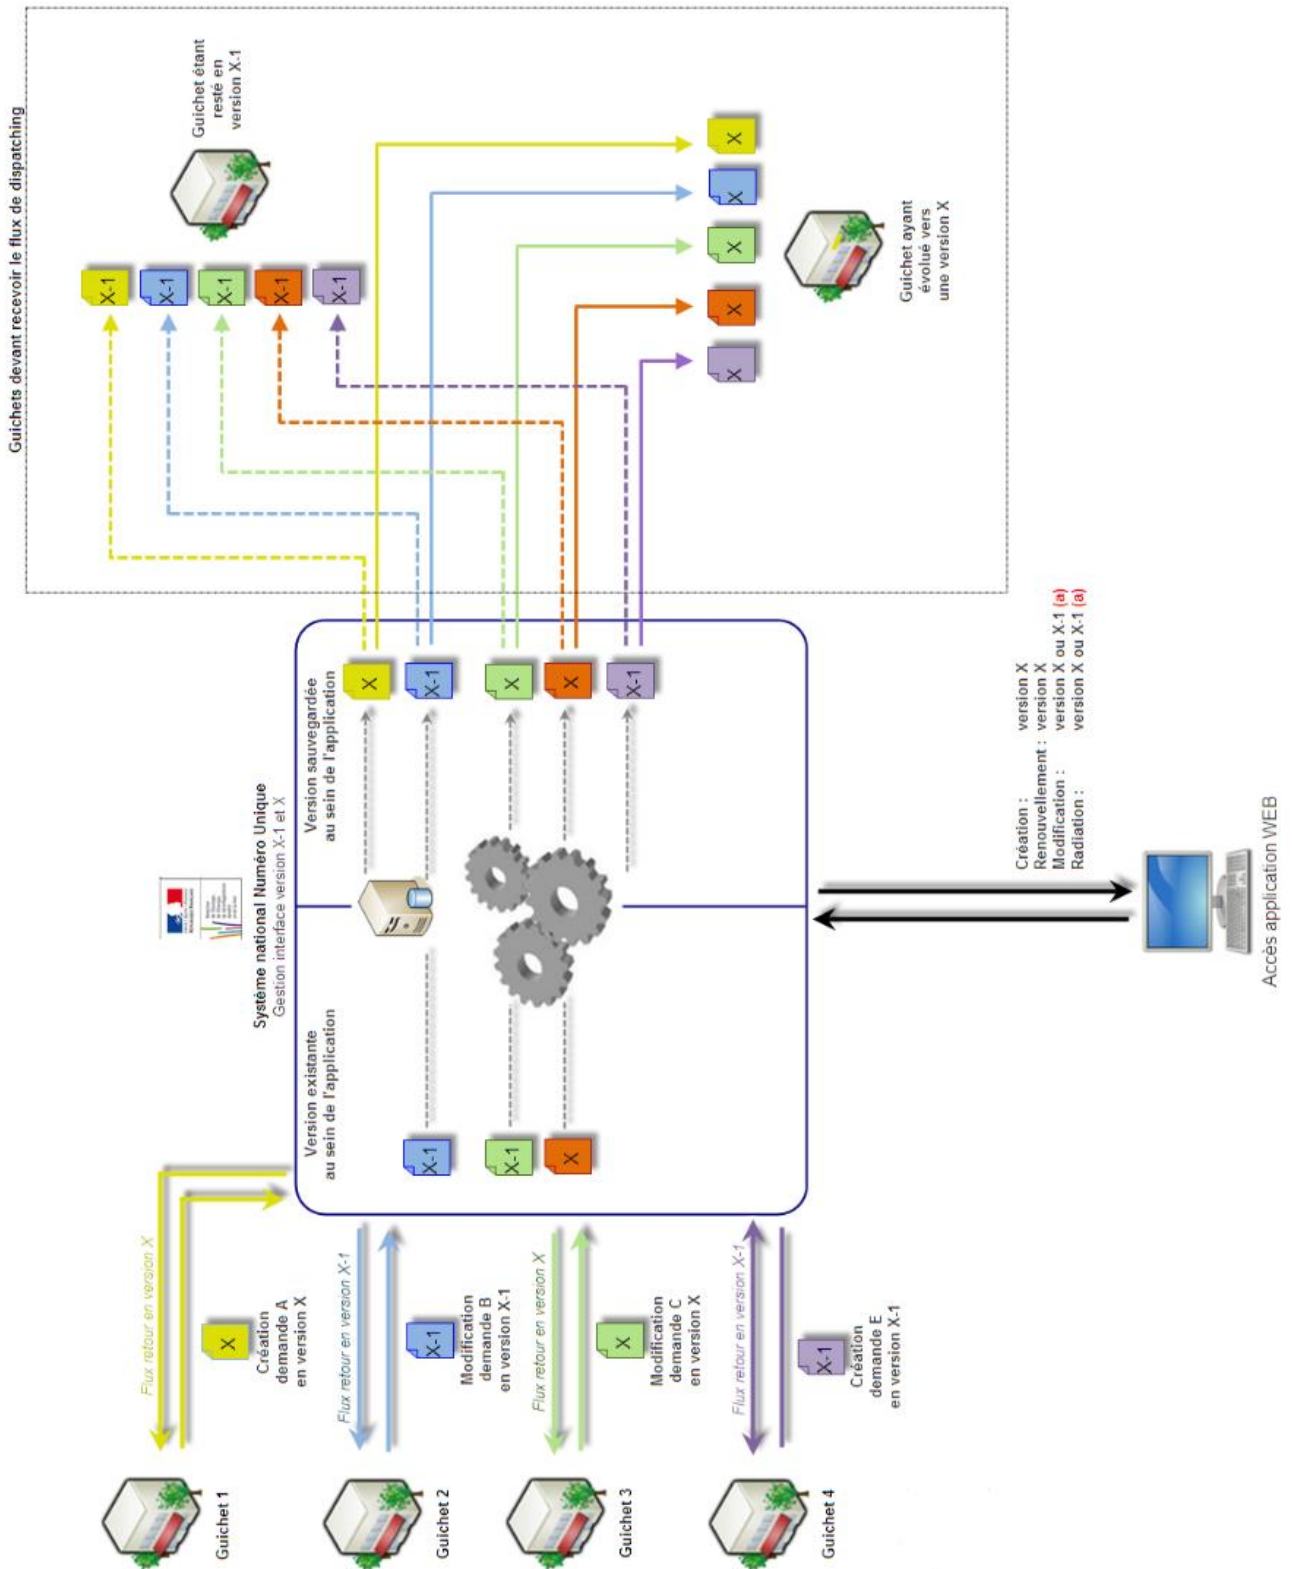 Guichets devant recevoir le flux de dispatching
Guichet étant
resté en
version X-1
X-1
X-1
X-1
X-1
X-1
X
X
X
X
X
Guichet ayant
évolué vers
une version X
Système national Numéro Unique
Gestion interface version X-1 et X
Version existante
au sein de l'application
Version sauvegardée
au sein de l'application
X-1
X-1
X
X
X-1
X
X
X-1
Guichet 1
Flux retour en version X
X
Création
demande A
en version X
Guichet 2
Flux retour en version X-1
X-1
Modification
demande B
en version X-1
Guichet 3
Flux retour en version X
X
Modification
demande C
en version X
Guichet 4
Flux retour en version X-1
X-1
Création
demande E
en version X-1
Création : version X
Renouvellement : version X
Modification : version X ou X-1 (a)
Radiation : version X ou X-1 (a)
Accès application WEB